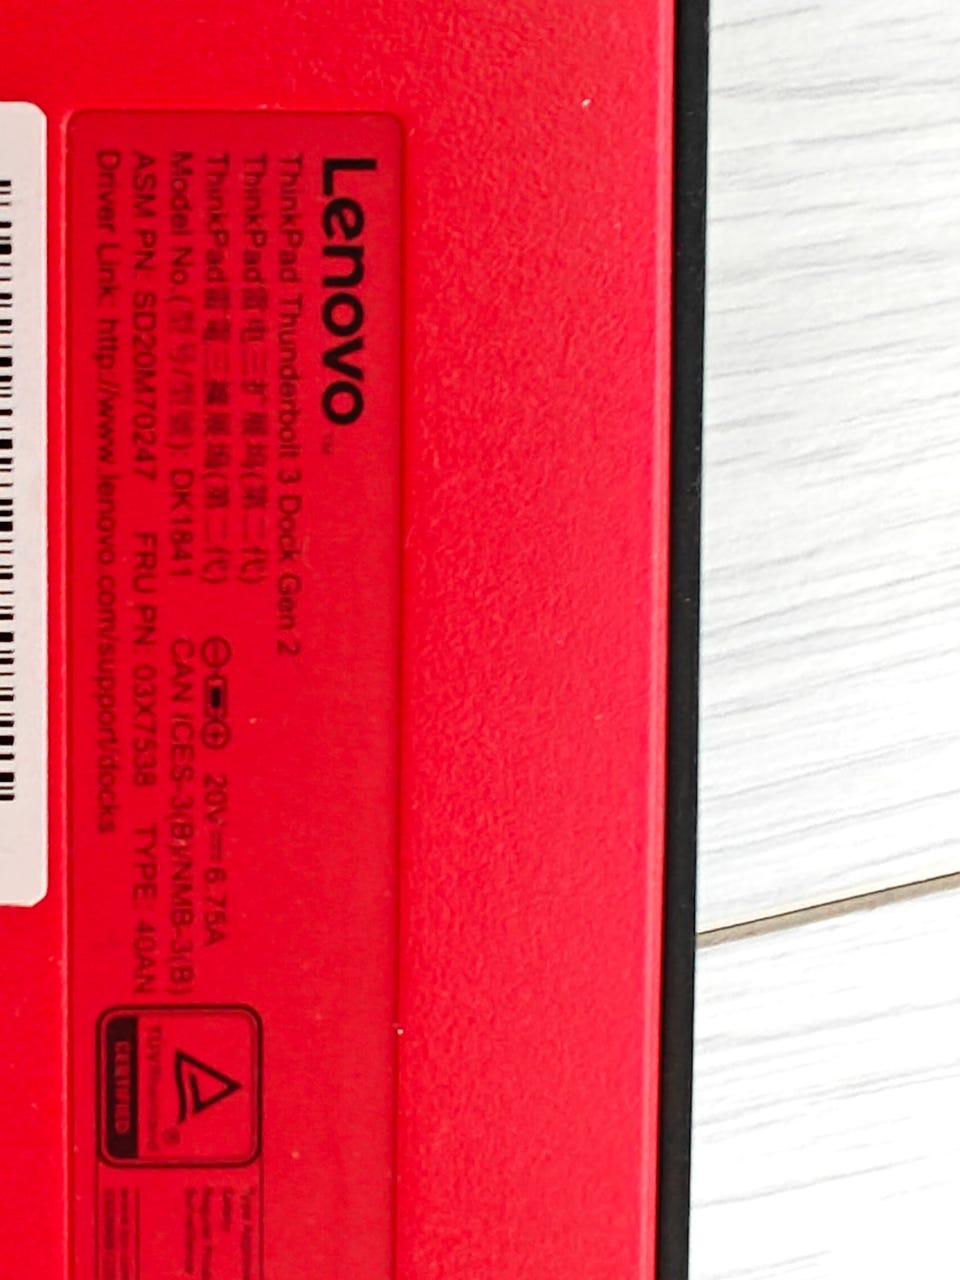 Lenovo™
ThinkPad Thunderbolt 3 Dock Gen 2
ThinkPad雷电三扩展坞(第二代)
ThinkPad雷電三擴展塢(第二代)
20V⎓6.75A
Model No.(型号/型號): DK1841 CAN ICES-3(B)/NMB-3(B)
ASM PN: SD20M70247 FRU PN: 03X7538 TYPE: 40AN
Driver Link: http://www.lenovo.com/support/docks
TÜVRheinland®
CERTIFIED